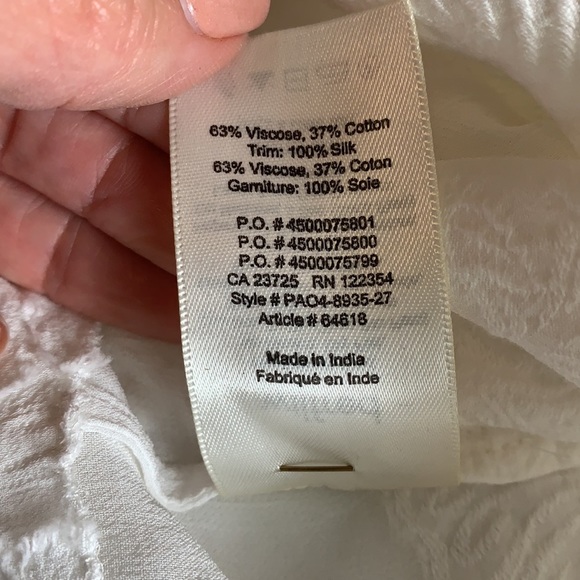 63% Viscose, 37% Cotton
Trim: 100% Silk
63% Viscose, 37% Coton
Garniture: 100% Soie
P.O. # 4500075801
P.O. # 4500075800
P.O. # 4500075799
CA 23725 RN 122354
Style # PAO4-8935-27
Article # 64618
Made in India
Fabriqué en Inde